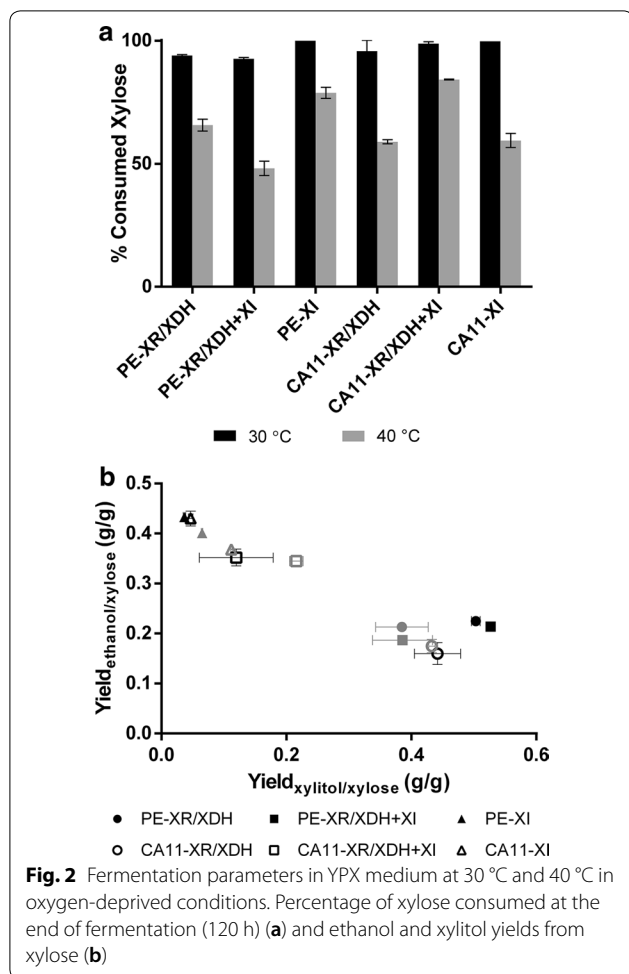 a
% Consumed Xylose
100
50
0
PE-XR/XDH
PE-XR/XDH+XI
PE-XI
CA11-XR/XDH
CA11-XR/XDH+XI
CA11-XI
30 °C
40 °C
b
Yield ethanol/xylose (g/g)
0.5
0.4
0.3
0.2
0.1
0.0
0.0
0.2
0.4
0.6
Yield xylitol/xylose (g/g)
PE-XR/XDH
PE-XR/XDH+XI
PE-XI
CA11-XR/XDH
CA11-XR/XDH+XI
CA11-XI
Fig. 2 Fermentation parameters in YPX medium at 30 °C and 40 °C in
oxygen-deprived conditions. Percentage of xylose consumed at the
end of fermentation (120 h) (a) and ethanol and xylitol yields from
xylose (b)